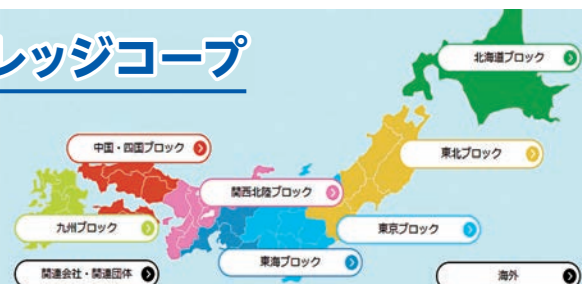 レッジコープ
北海道ブロック
中国・四国ブロック
東北ブロック
関西北陸ブロック
九州ブロック
東京ブロック
東海ブロック
関連会社・関連団体
海外